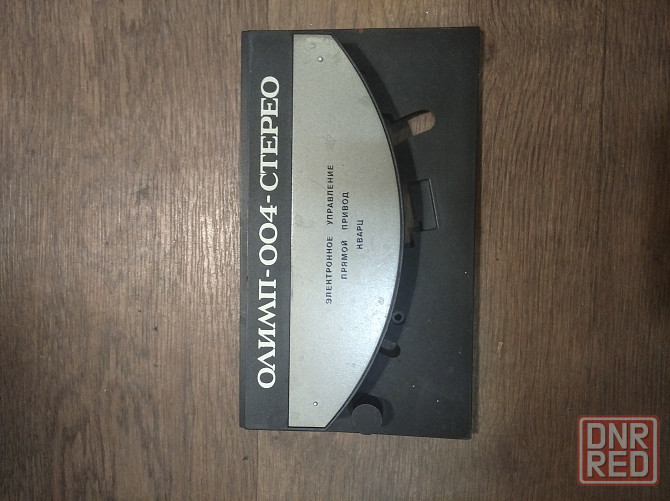 ОЛИМП-004-СТЕРЕО
ЭЛЕКТРОННОЕ УПРАВЛЕНИЕ
ПРЯМОЙ ПРИВОД
КВАРЦ
DNR
RED